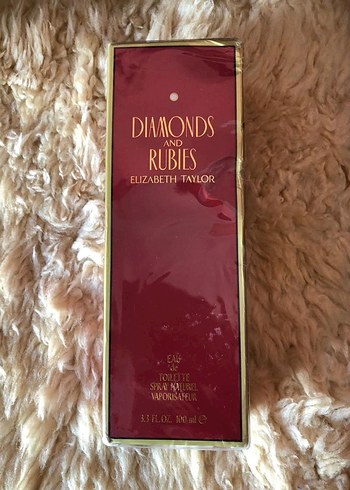 DIAMONDS
AND
RUBIES
ELIZABETH TAYLOR
EAU
de
TOILETTE
SPRAY NATUREL
VAPORISATEUR
3.3 FL.OZ. 100 ml ℮